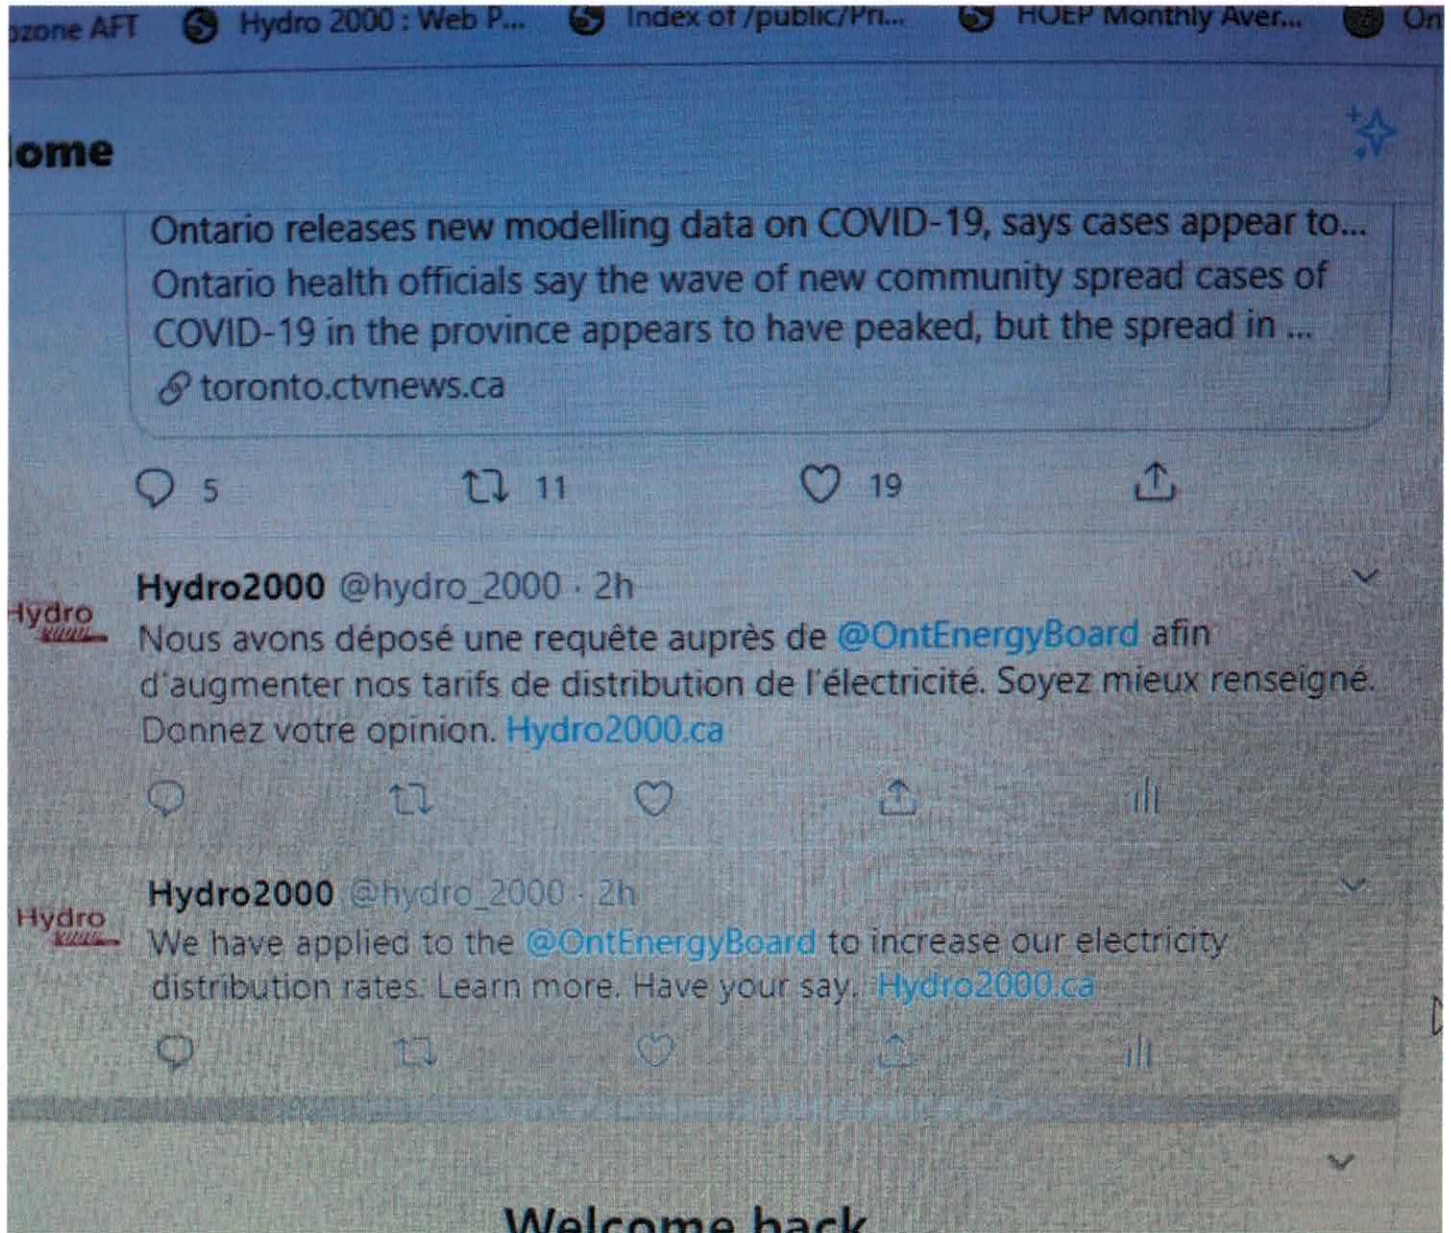 ozone AFT Hydro 2000 : Web P... Index of /public/Pri... HOEP Monthly Aver... On
ome
Ontario releases new modelling data on COVID-19, says cases appear to...
Ontario health officials say the wave of new community spread cases of
COVID-19 in the province appears to have peaked, but the spread in ...
toronto.ctvnews.ca
5 11 19
Hydro2000 @hydro_2000 · 2h
Hydro
Nous avons déposé une requête auprès de @OntEnergyBoard afin
d'augmenter nos tarifs de distribution de l'électricité. Soyez mieux renseigné.
Donnez votre opinion. Hydro2000.ca
Hydro2000 @hydro_2000 · 2h
Hydro
We have applied to the @OntEnergyBoard to increase our electricity
distribution rates. Learn more. Have your say. Hydro2000.ca
Welcome back